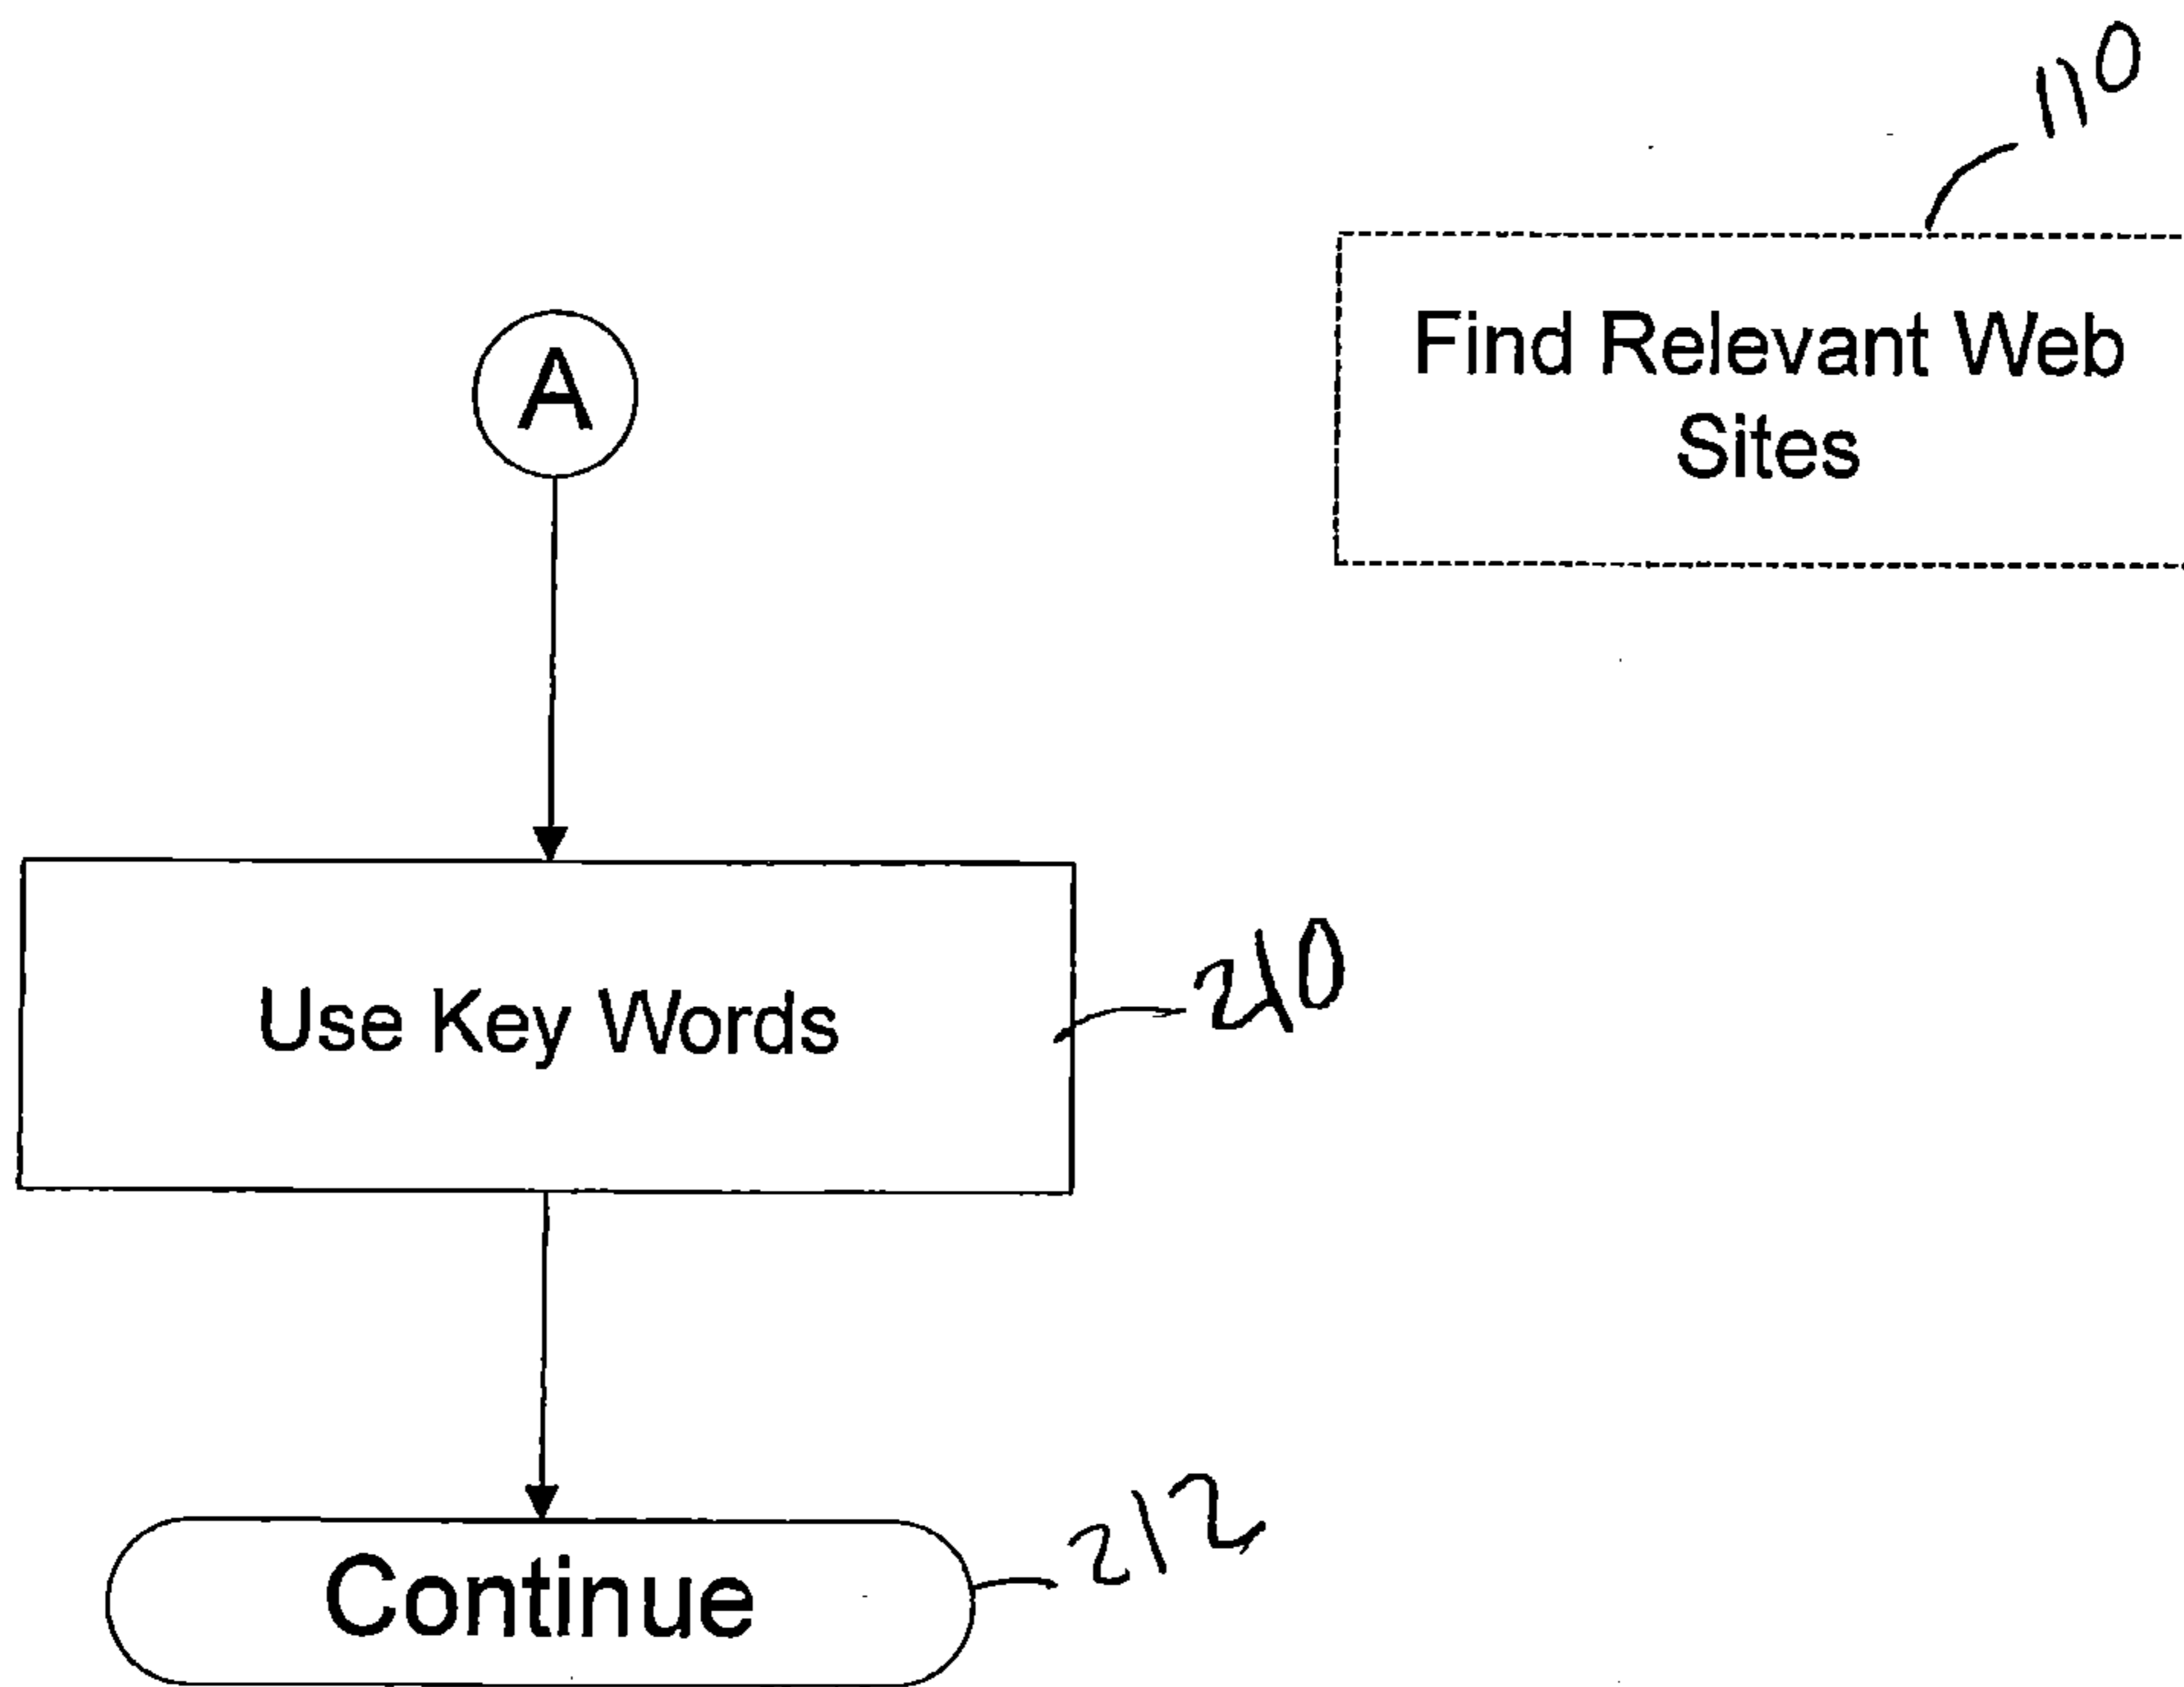 110
Find Relevant Web
Sites
A
Use Key Words
210
Continue
212